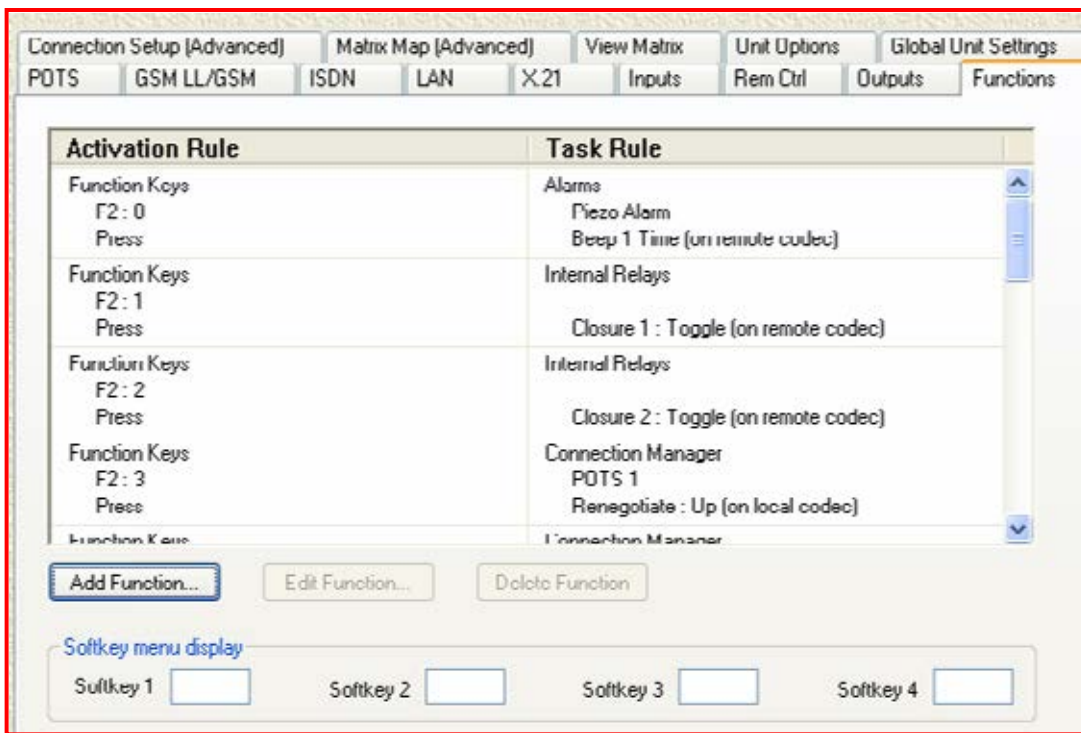 Connection Setup (Advanced) Matrix Map (Advanced) View Matrix Unit Options Global Unit Settings
POTS GSM LL/GSM ISDN LAN X.21 Inputs Rem Ctrl Outputs Functions
Activation Rule Task Rule
Function Keys Alarms
F2 : 0 Piezo Alarm
Press Beep 1 Time (on remote codec)
Function Keys Internal Relays
F2 : 1
Press Closure 1 : Toggle (on remote codec)
Function Keys Internal Relays
F2 : 2
Press Closure 2 : Toggle (on remote codec)
Function Keys Connection Manager
F2 : 3 POTS 1
Press Renegotiate : Up (on local codec)
Function Keys Connection Manager
Add Function... Edit Function... Delete Function
Softkey menu display
Softkey 1 Softkey 2 Softkey 3 Softkey 4